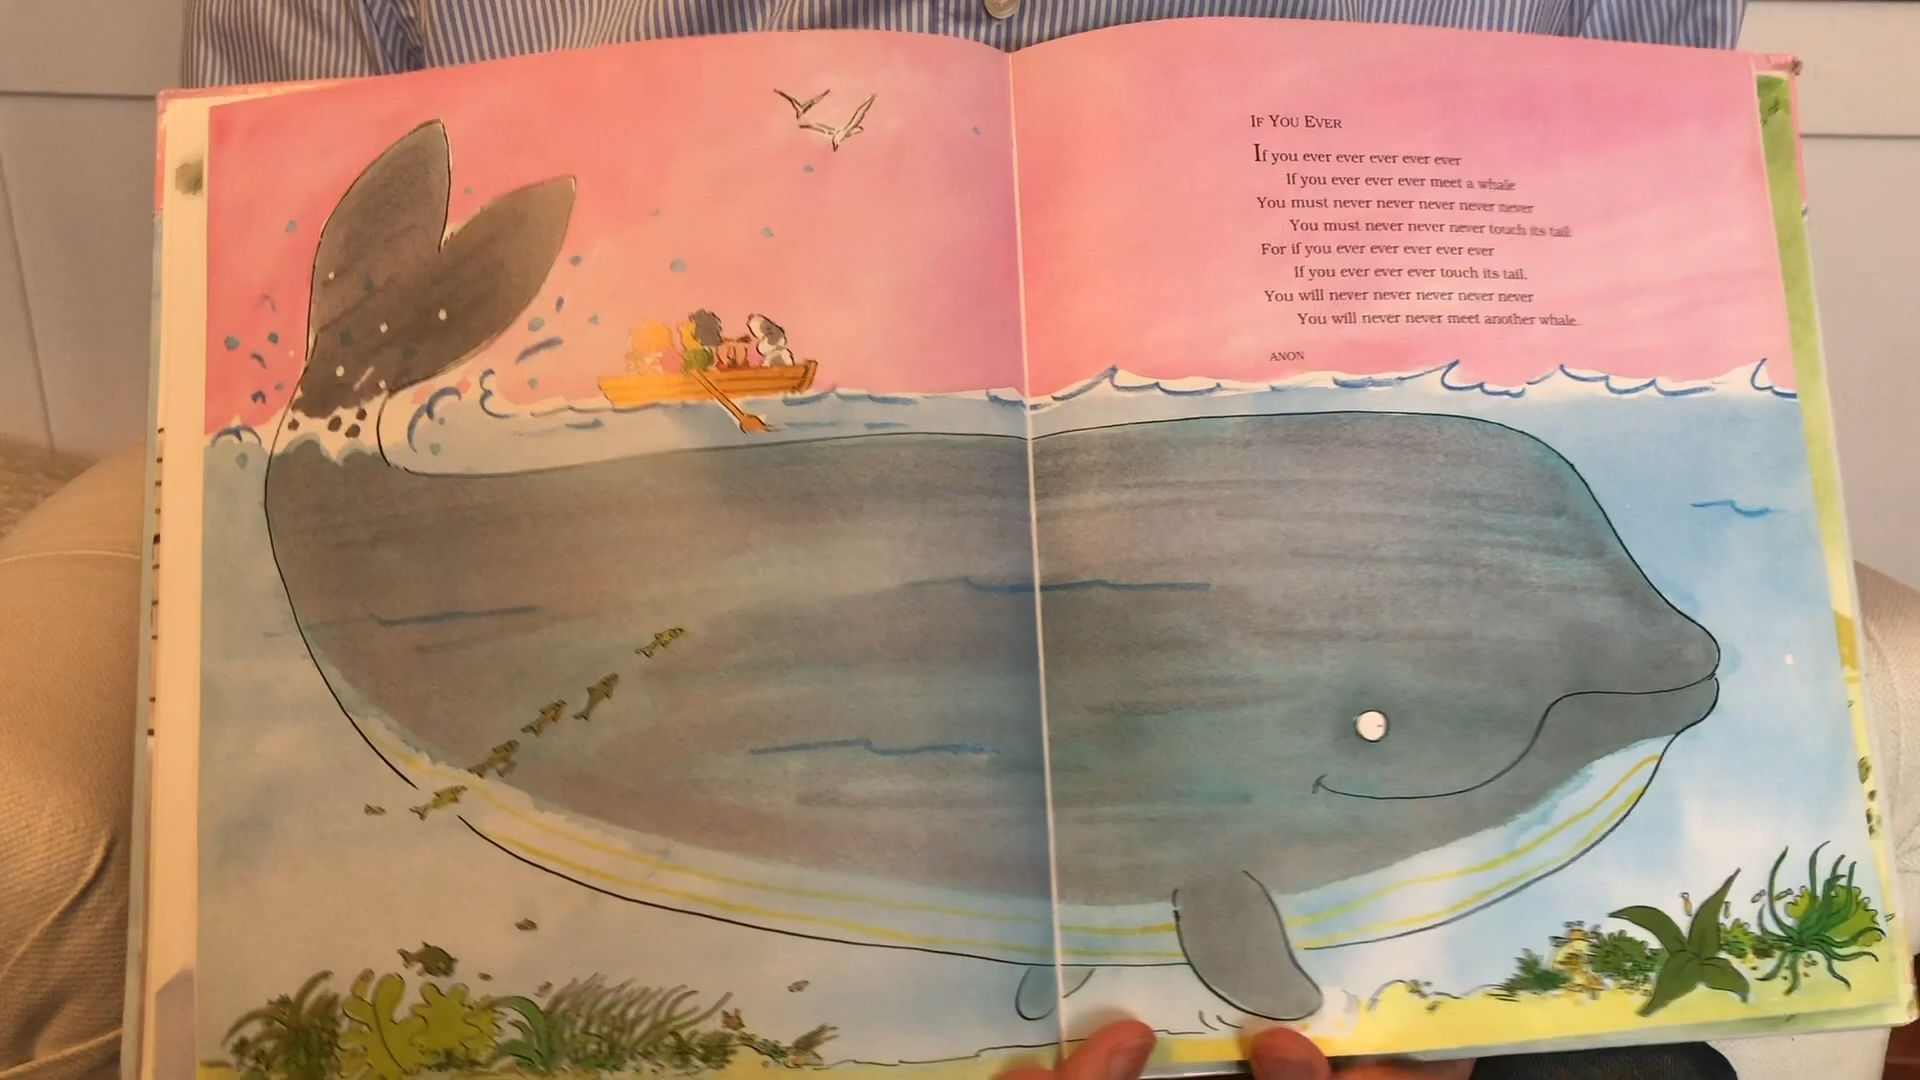 IF YOU EVER
If you ever ever ever ever ever
If you ever ever ever meet a whale
You must never never never never never
You must never never never touch its tail:
For if you ever ever ever ever ever
If you ever ever ever touch its tail,
You will never never never never never
You will never never meet another whale.
ANON